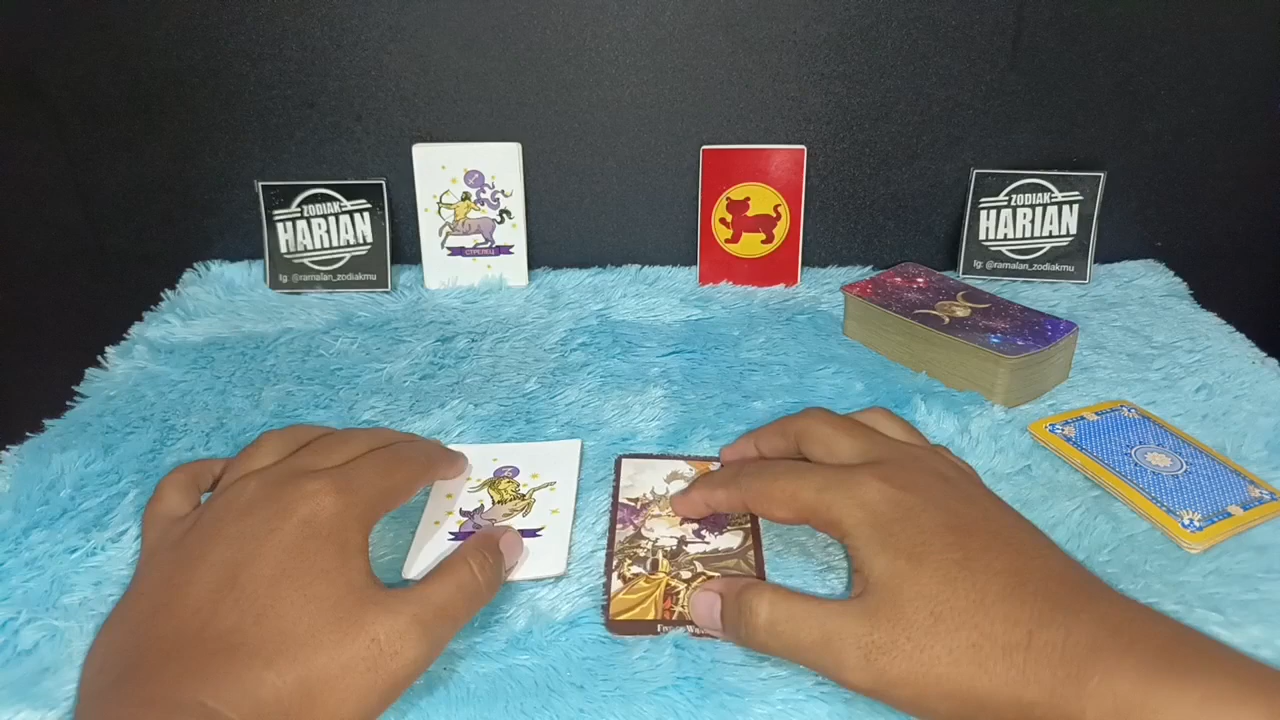 ZODIAK
HARIAN
Ig. @ramalan_zodiakmu
СТРЕЛЕЦ
ZODIAK
HARIAN
Ig: @ramalan_zodiakmu